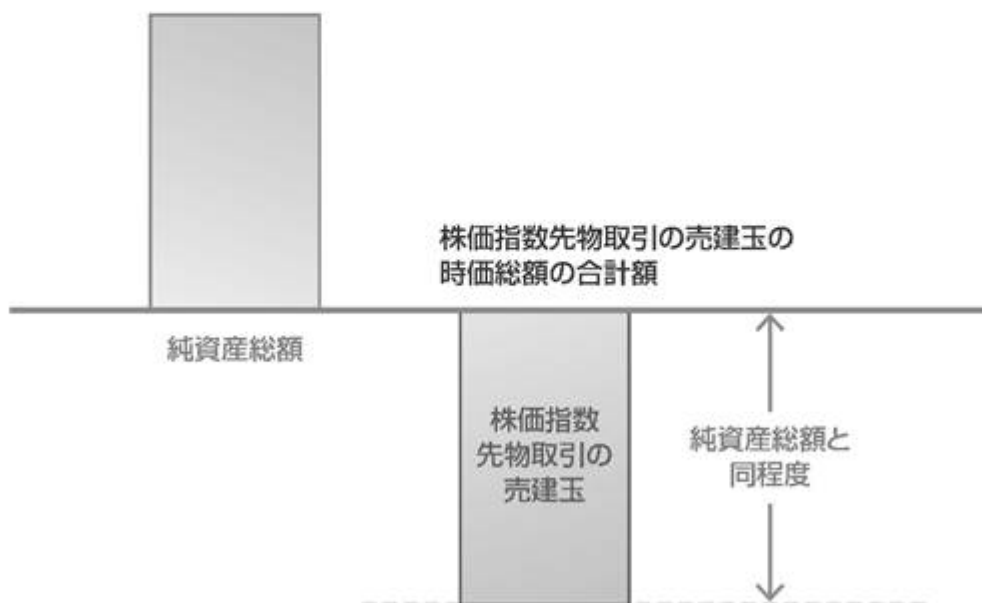 株価指数先物取引の売建玉の
時価総額の合計額
純資産総額
株価指数
先物取引の
売建玉
純資産総額と
同程度